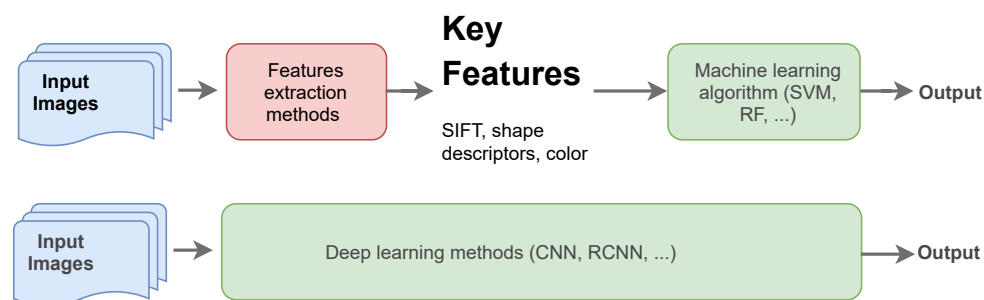 Input
Images
Features
extraction
methods
Key
Features
SIFT, shape
descriptors, color
Machine learning
algorithm (SVM,
RF, ...)
Output
Input
Images
Deep learning methods (CNN, RCNN, ...)
Output